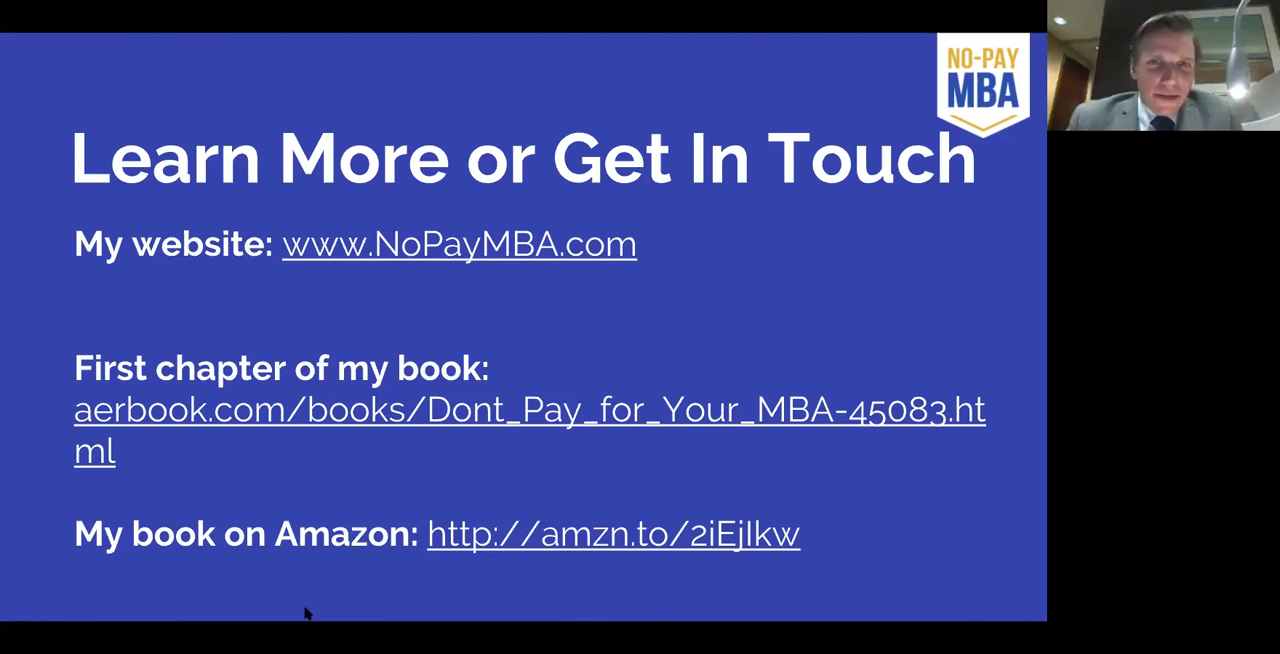 NO-PAY
MBA
Learn More or Get In Touch
My website: www.NoPayMBA.com
First chapter of my book:
aerbook.com/books/Dont_Pay_for_Your_MBA-45083.ht
ml
My book on Amazon: http://amzn.to/2iEjIkw